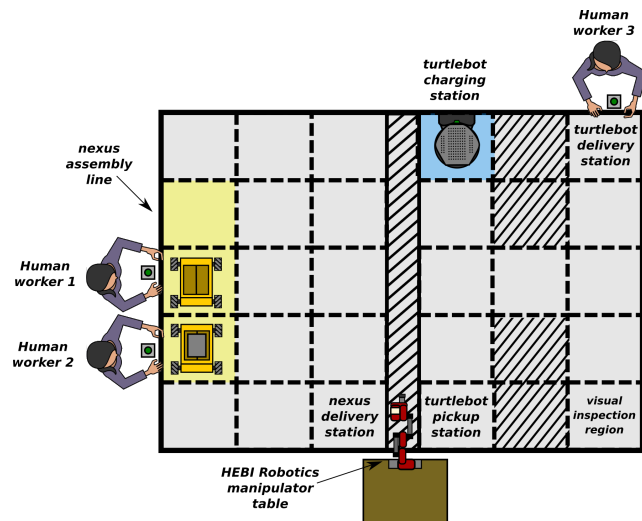 Human
worker 3
turtlebot
charging
station
nexus
assembly
line
turtlebot
delivery
station
Human
worker 1
Human
worker 2
nexus
delivery
station
turtlebot
pickup
station
visual
inspection
region
HEBI Robotics
manipulator
table